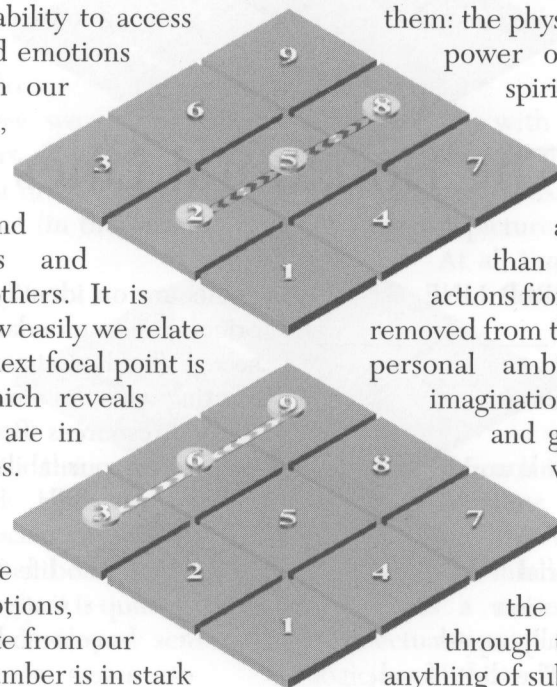 ability to access
d emotions
n our
,
nd
s and
thers. It is
w easily we relate
next focal point is
hich reveals
are in
s.
e
otions,
te from our
umber is in stark
9
6 8
3 5 7
2 4
1
9
6 8
3 5 7
2 4
1
them: the phys
power o
spiri
a
than
actions fro
removed from t
personal amb
imaginatio
and g
v
the
through a
anything of su